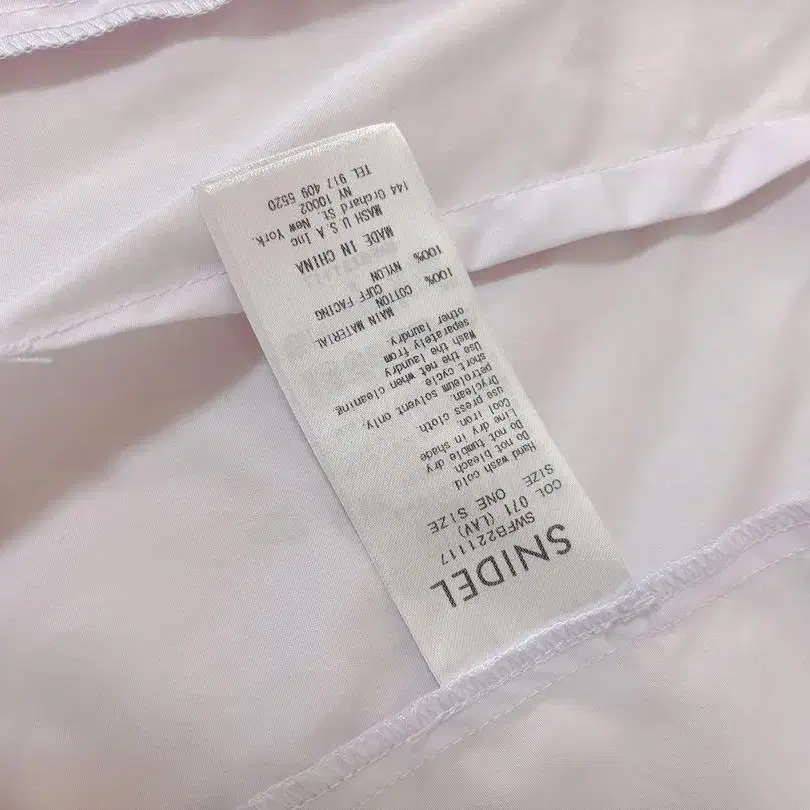 SNIDEL
SWFB221117
COL 071 (LAV)
SIZE ONE SIZE
Hand wash cold
Do not bleach.
Do not tumble dry
Line dry in shade
Cool iron.
use press cloth
Dryclean.
petroleum solvent only,
short cycle.
Use the laundry
net when cleaning
Wash
separately from
other laundry.
MAIN MATERIAL
COTTON 100%
CUFF FACING
NYLON 100%
MADE IN CHINA
MASH U.S.A Inc
144 Orchard St. New York.
NY 10002
TEL 917 409 5520